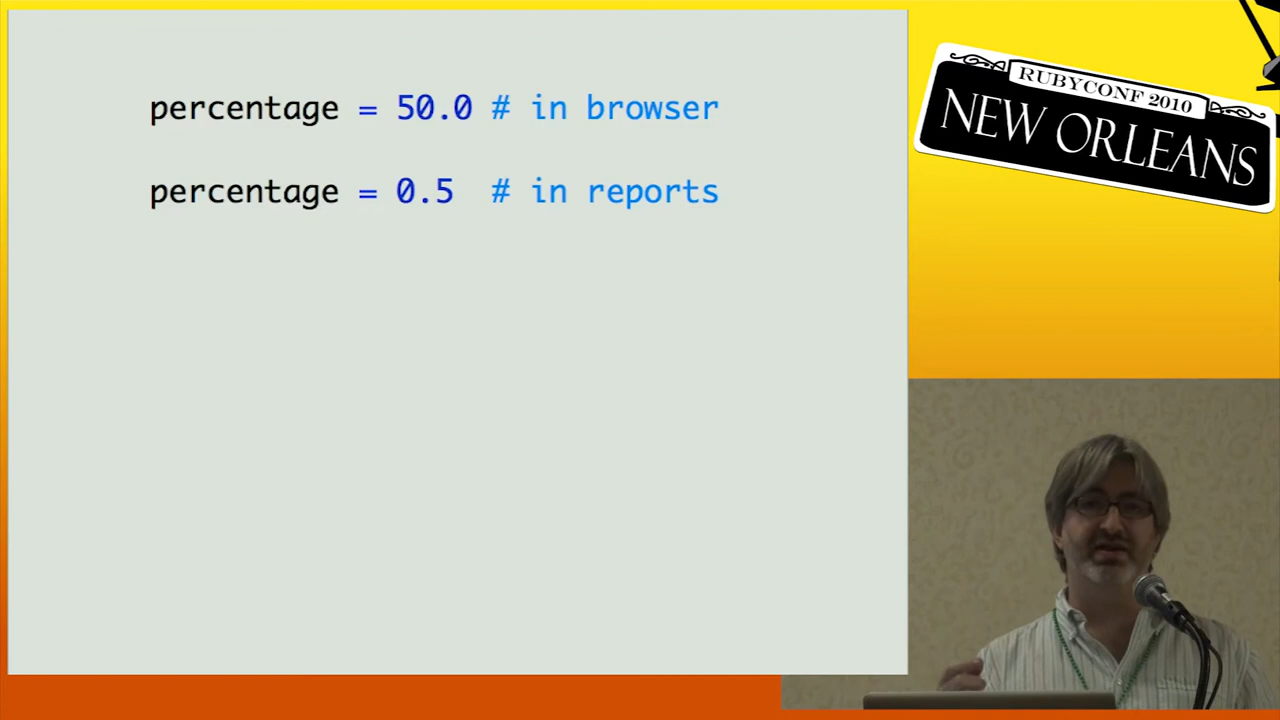 percentage = 50.0 # in browser
percentage = 0.5 # in reports
RUBYCONF 2010
NEW ORLEANS